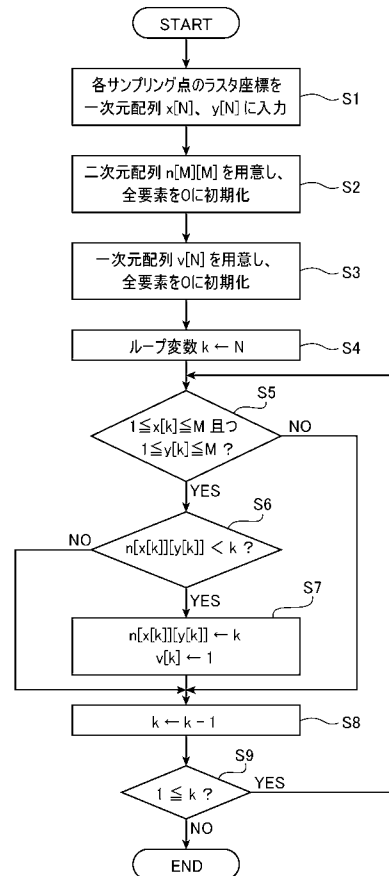 START
各サンプリング点のラスタ座標を
一次元配列 x[N]、y[N] に入力
S1
二次元配列 n[M][M] を用意し、
全要素を0に初期化
S2
一次元配列 v[N] を用意し、
全要素を0に初期化
S3
ループ変数 k ← N
S4
S5
1≦x[k]≦M 且つ
1≦y[k]≦M ?
NO
YES
S6
NO
n[x[k]][y[k]] < k ?
YES
S7
n[x[k]][y[k]] ← k
v[k] ← 1
k ← k − 1
S8
S9
1 ≦ k ?
YES
NO
END